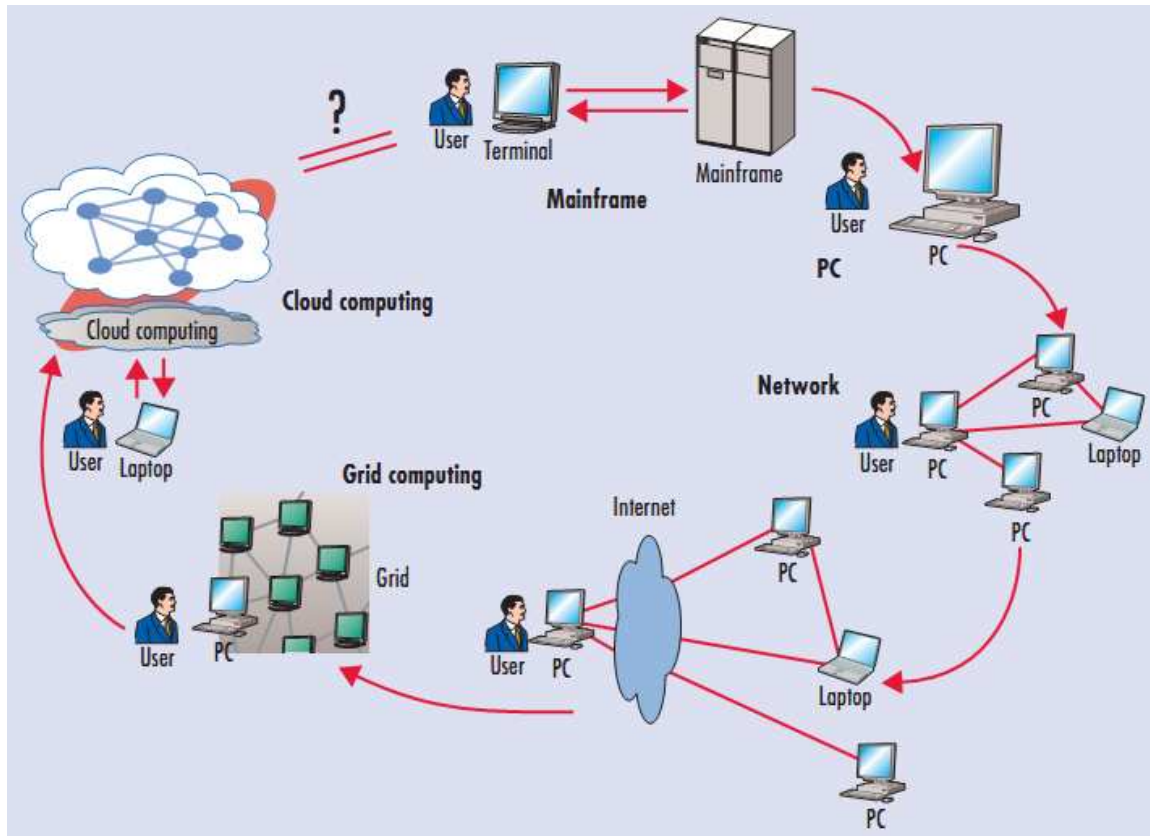 ?
User
Terminal
Mainframe
Mainframe
User
PC
PC
Cloud computing
Cloud computing
User
Laptop
Network
PC
User
PC
Laptop
PC
Grid computing
Grid
User
PC
Internet
PC
User
PC
Laptop
PC